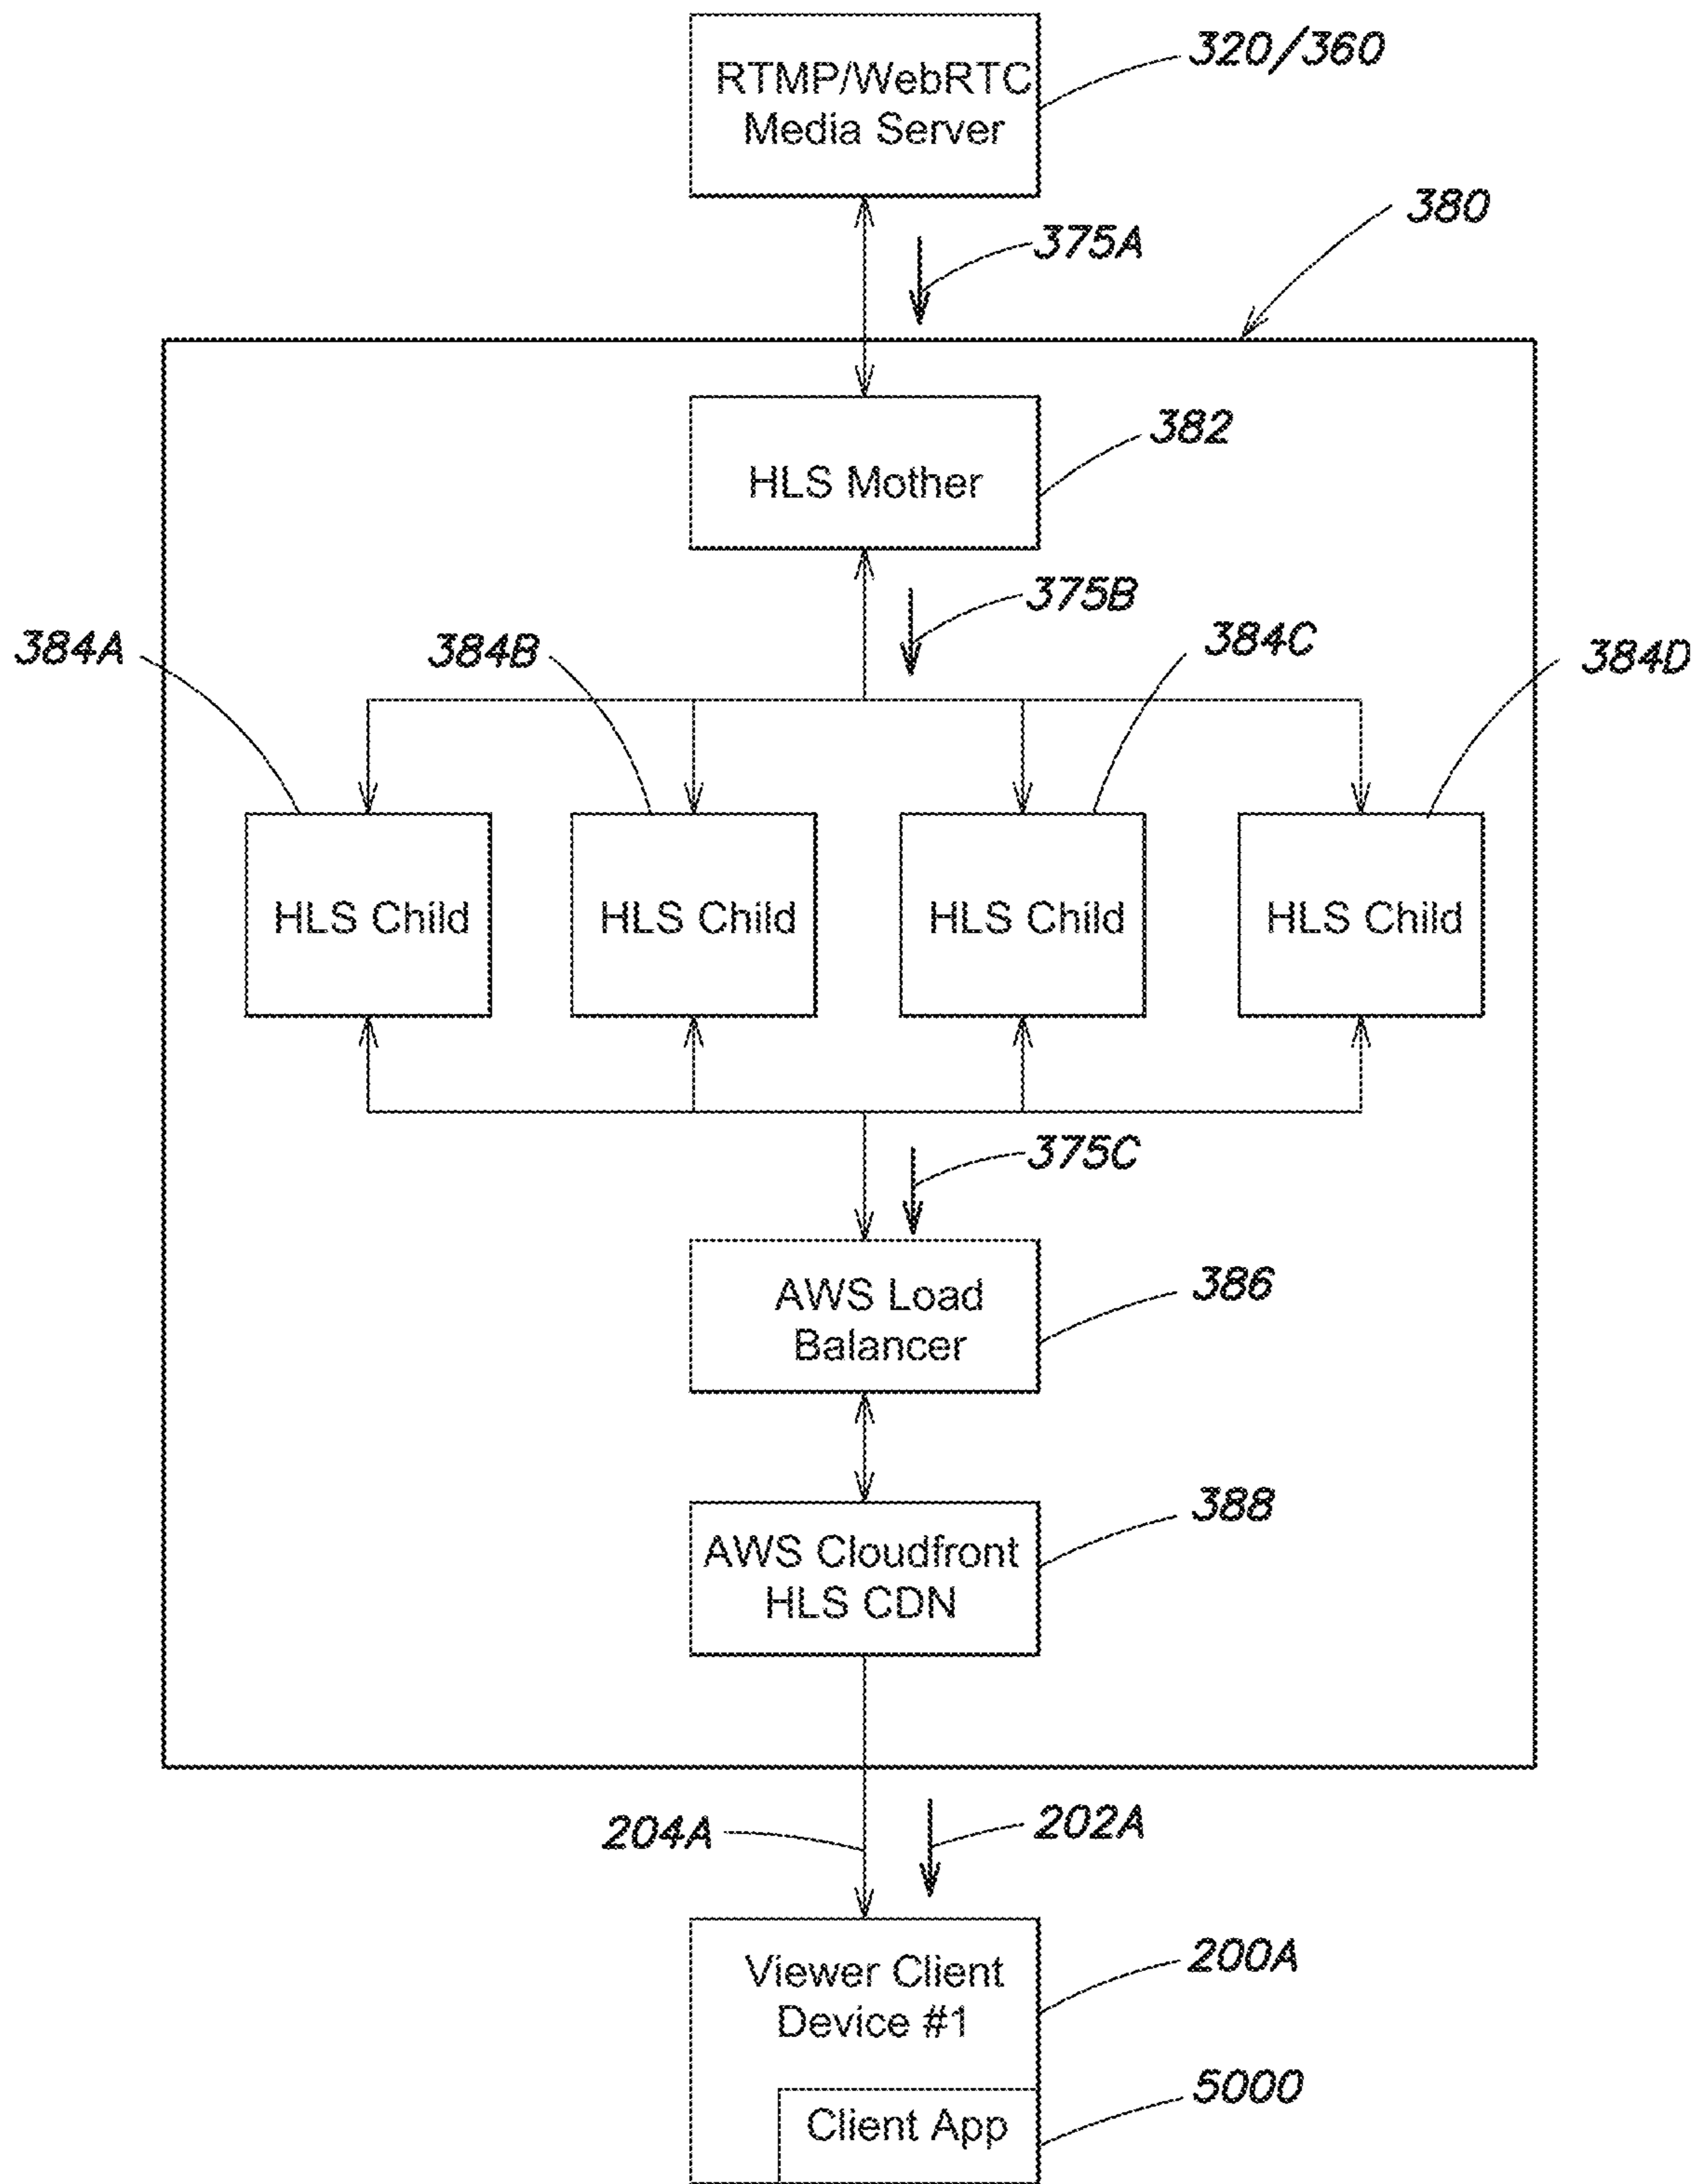 RTMP/WebRTC
Media Server
320/360
380
375A
HLS Mother
382
375B
384A
384B
384C
384D
HLS Child
HLS Child
HLS Child
HLS Child
375C
AWS Load
Balancer
386
AWS Cloudfront
HLS CDN
388
204A
202A
Viewer Client
Device #1
200A
Client App
5000